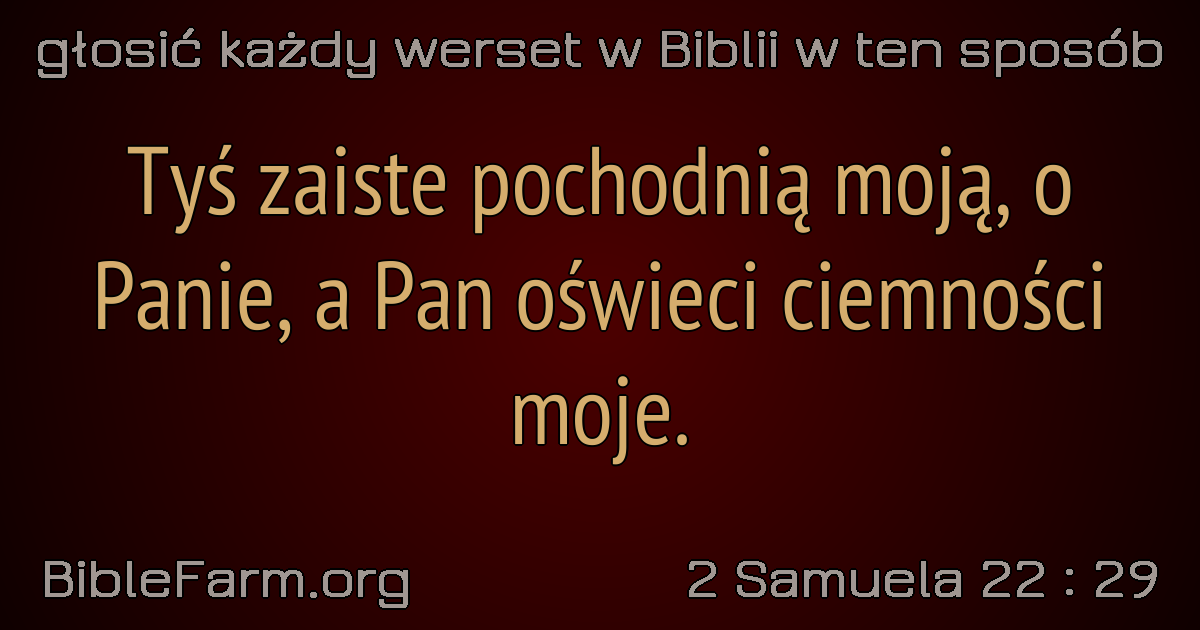 głosić każdy werset w Biblii w ten sposób
Tyś zaiste pochodnią moją, o
Panie, a Pan oświeci ciemności
moje.
BibleFarm.org
2 Samuela 22 : 29